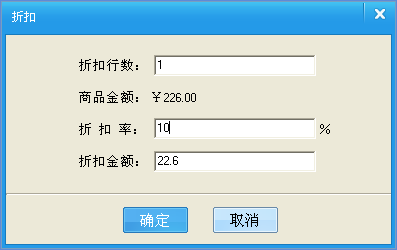 折扣
折扣行数： 1
商品金额： ￥226.00
折 扣 率： 10 %
折扣金额： 22.6
确定 取消